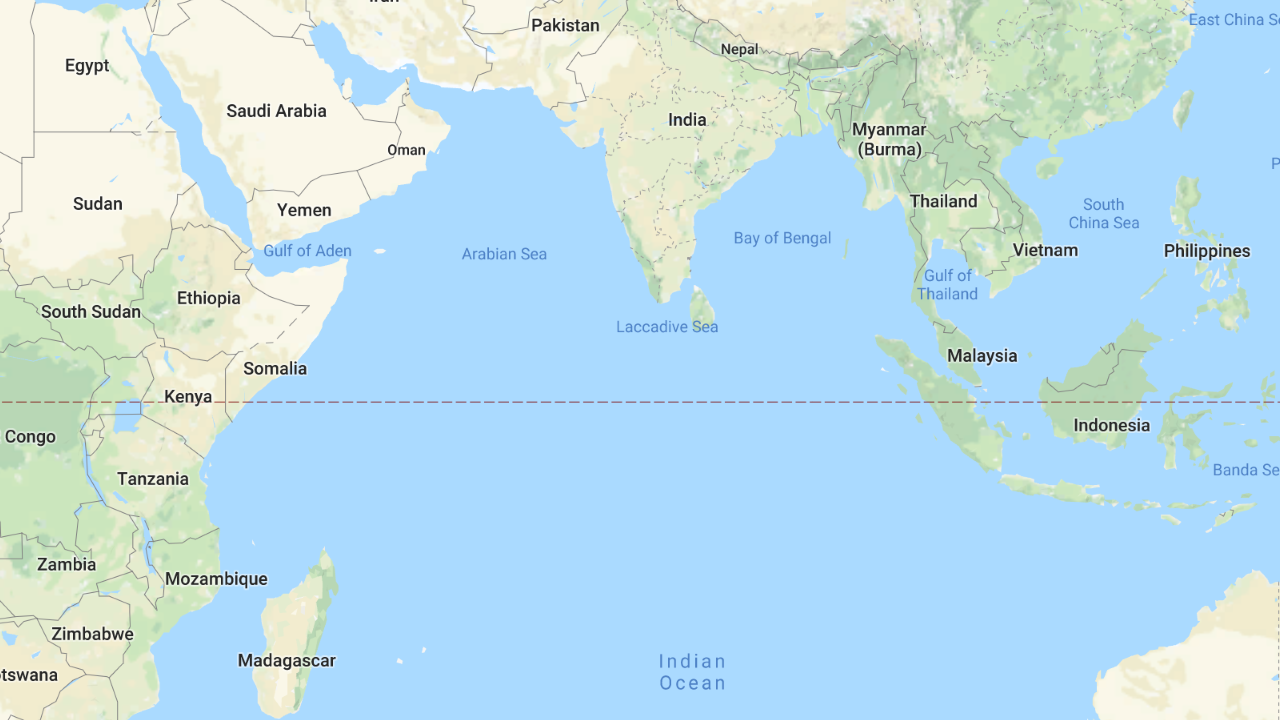 Pakistan
East China S
Nepal
Egypt
Saudi Arabia
India
Myanmar
(Burma)
Oman
Sudan
Thailand
South
China Sea
Yemen
Bay of Bengal
Gulf of Aden
Arabian Sea
Vietnam
Philippines
Gulf of
Thailand
Ethiopia
South Sudan
Laccadive Sea
Malaysia
Somalia
Kenya
Indonesia
Congo
Banda Se
Tanzania
Zambia
Mozambique
Zimbabwe
Madagascar
Indian
Ocean
tswana